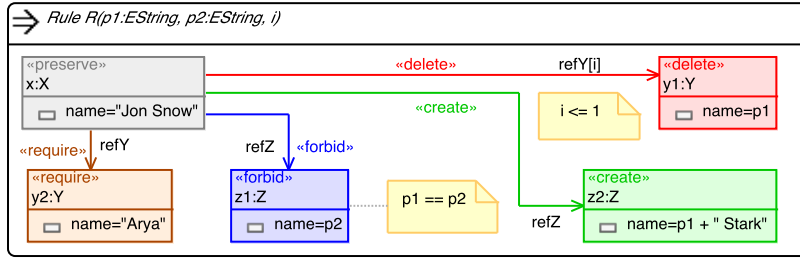 Rule R(p1:EString, p2:EString, i)
«preserve»
x:X
name="Jon Snow"
«delete»
refY[i]
«delete»
y1:Y
name=p1
«create»
i <= 1
«require»
refY
refZ
«forbid»
«require»
y2:Y
name="Arya"
«forbid»
z1:Z
name=p2
p1 == p2
refZ
«create»
z2:Z
name=p1 + " Stark"